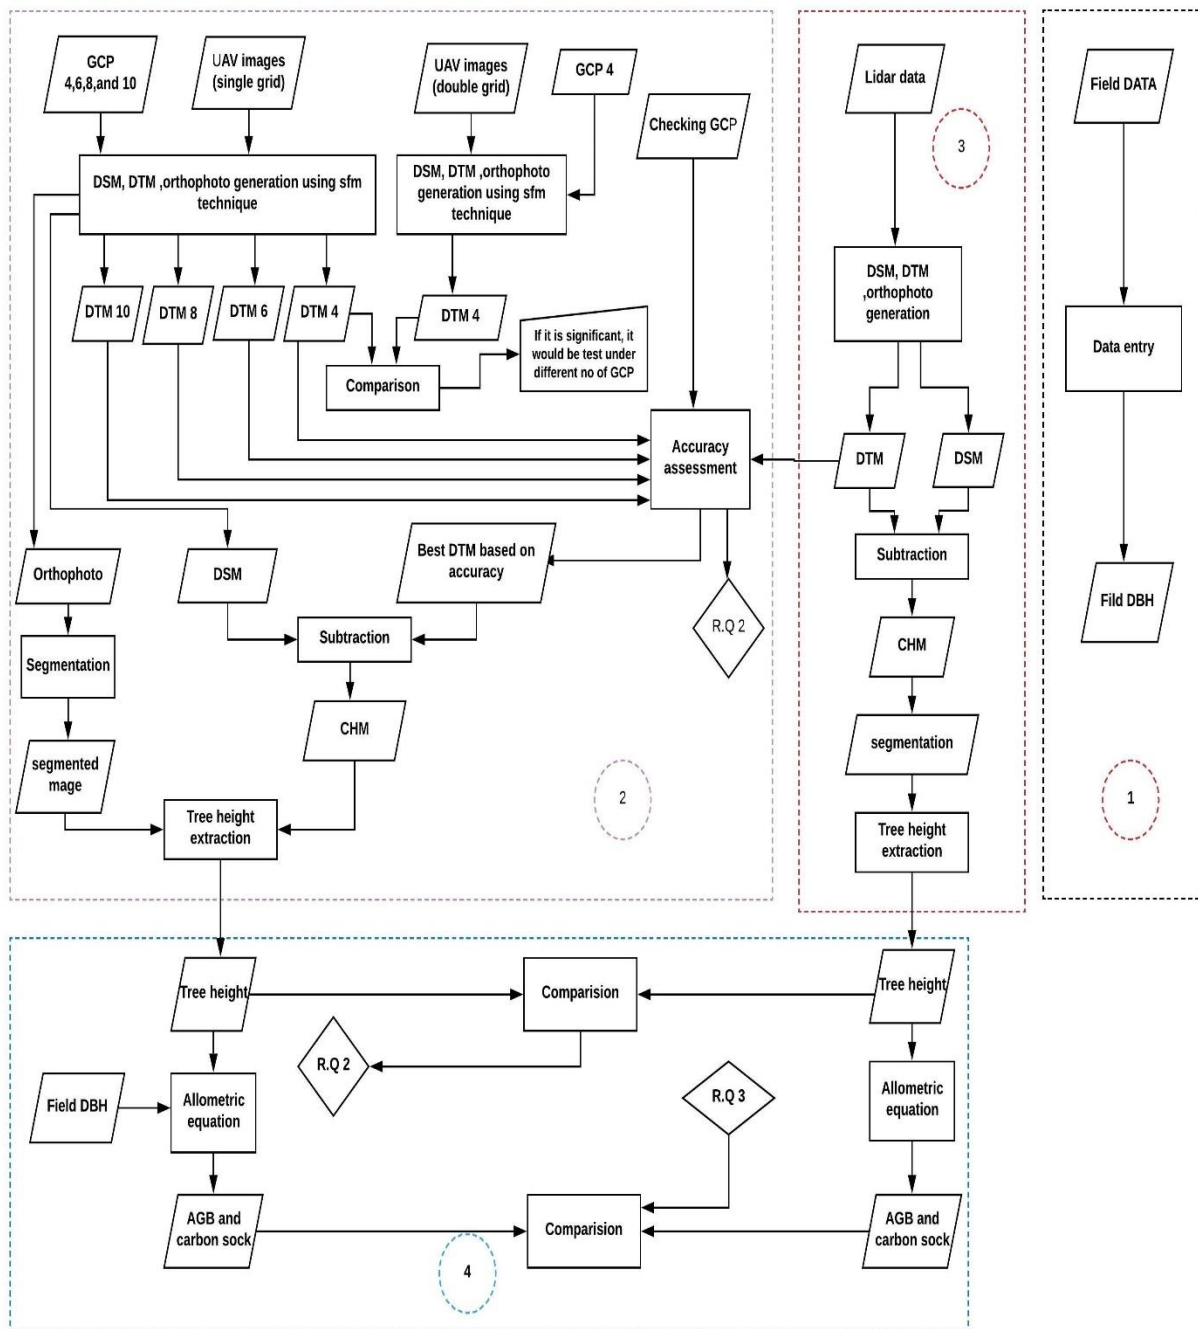 GCP
4,6,8,and 10
UAV images
(single grid)
UAV images
(double grid)
GCP 4
Checking GCP
DSM, DTM ,orthophoto generation using sfm
technique
DSM, DTM ,orthophoto
generation using sfm
technique
DTM 10
DTM 8
DTM 6
DTM 4
DTM 4
If it is significant, it
would be test under
different no of GCP
Comparison
Accuracy
assessment
Orthophoto
DSM
Best DTM based on
accuracy
R.Q 2
Segmentation
Subtraction
segmented
mage
CHM
Tree height
extraction
2
Lidar data
3
DSM, DTM
,orthophoto
generation
DTM
DSM
Subtraction
CHM
segmentation
Tree height
extraction
Field DATA
Data entry
Fild DBH
1
Tree height
Comparision
Tree height
R.Q 2
Field DBH
Allometric
equation
R.Q 3
Allometric
equation
AGB and
carbon sock
Comparision
AGB and
carbon sock
4